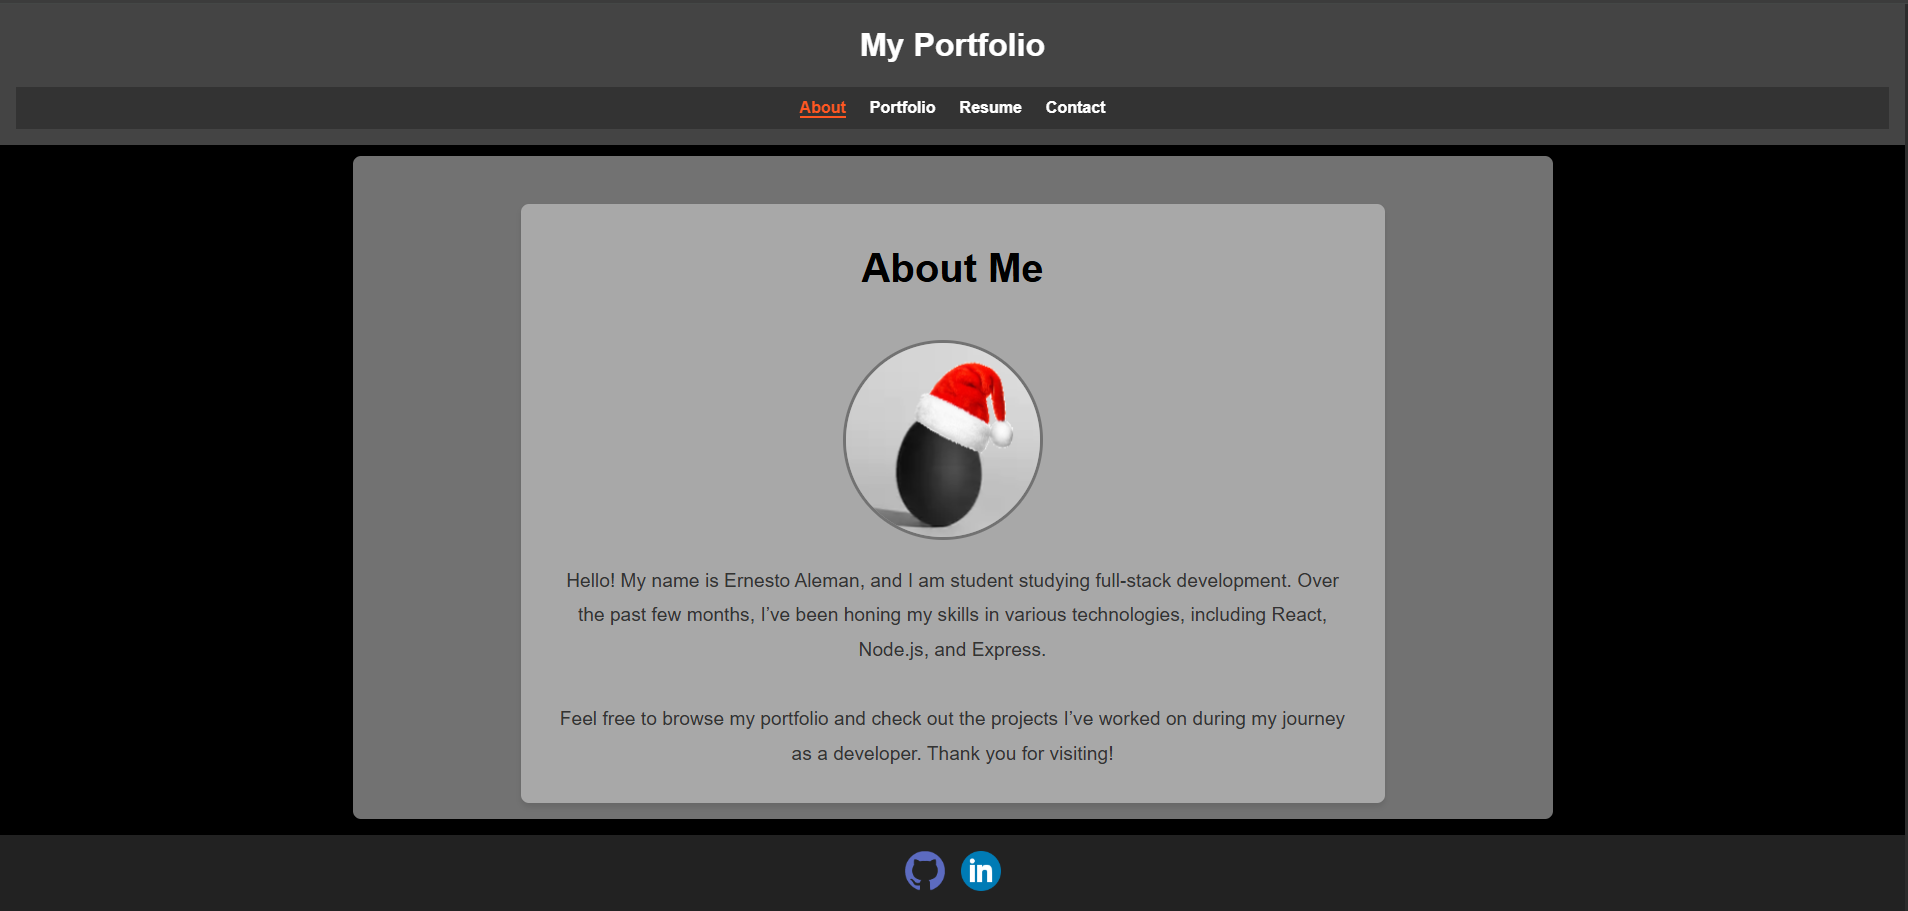 My Portfolio
About Portfolio Resume Contact
About Me
Hello! My name is Ernesto Aleman, and I am student studying full-stack development. Over
the past few months, I’ve been honing my skills in various technologies, including React,
Node.js, and Express.
Feel free to browse my portfolio and check out the projects I’ve worked on during my journey
as a developer. Thank you for visiting!
in